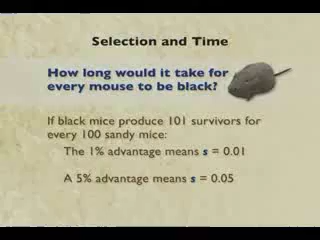 Selection and Time
How long would it take for
every mouse to be black?
If black mice produce 101 survivors for
every 100 sandy mice:
The 1% advantage means s = 0.01
A 5% advantage means s = 0.05